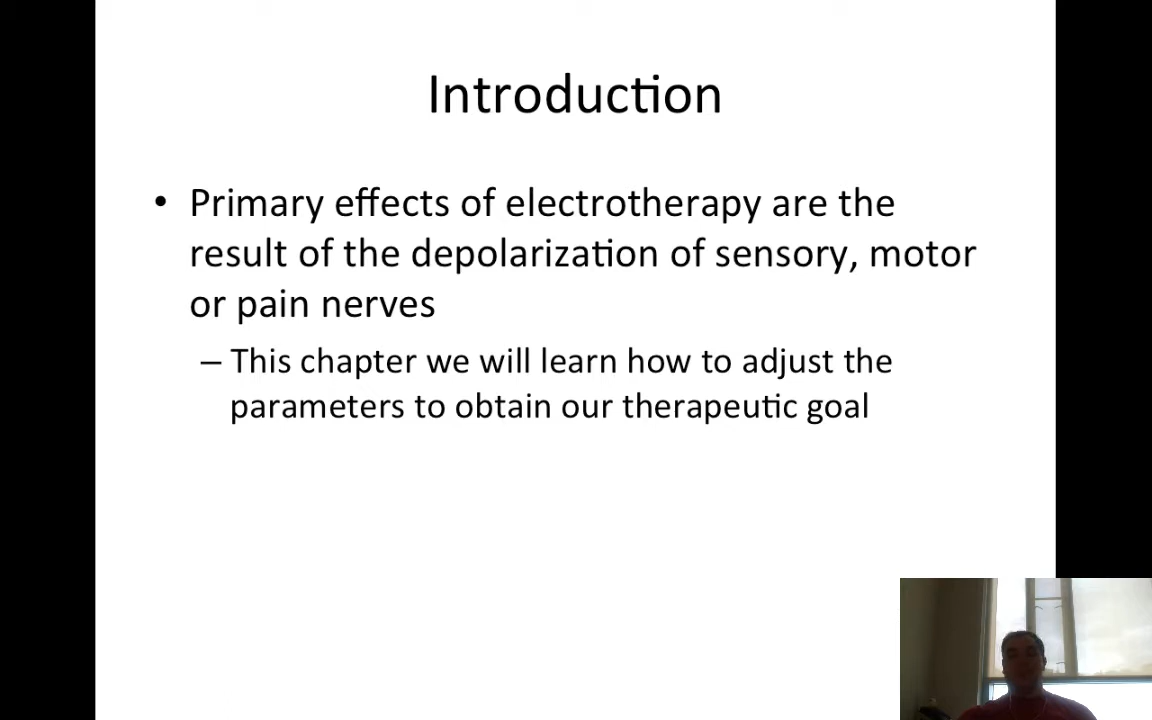 Introduction
• Primary effects of electrotherapy are the
result of the depolarization of sensory, motor
or pain nerves
– This chapter we will learn how to adjust the
parameters to obtain our therapeutic goal